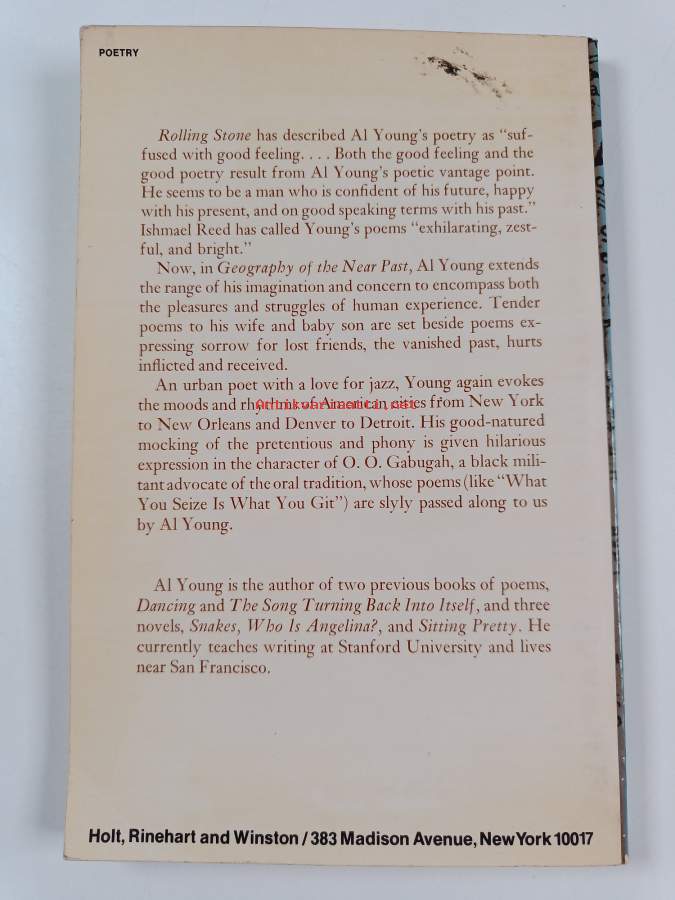 POETRY
Rolling Stone has described Al Young's poetry as “suf-
fused with good feeling. . . . Both the good feeling and the
good poetry result from Al Young's poetic vantage point.
He seems to be a man who is confident of his future, happy
with his present, and on good speaking terms with his past.”
Ishmael Reed has called Young's poems “exhilarating, zest-
ful, and bright.”
Now, in Geography of the Near Past, Al Young extends
the range of his imagination and concern to encompass both
the pleasures and struggles of human experience. Tender
poems to his wife and baby son are set beside poems ex-
pressing sorrow for lost friends, the vanished past, hurts
inflicted and received.
An urban poet with a love for jazz, Young again evokes
the moods and rhythms of American cities from New York
to New Orleans and Denver to Detroit. His good-natured
mocking of the pretentious and phony is given hilarious
expression in the character of O. O. Gabugah, a black mili-
tant advocate of the oral tradition, whose poems (like “What
You Seize Is What You Git”) are slyly passed along to us
by Al Young.
Al Young is the author of two previous books of poems,
Dancing and The Song Turning Back Into Itself, and three
novels, Snakes, Who Is Angelina?, and Sitting Pretty. He
currently teaches writing at Stanford University and lives
near San Francisco.
Holt, Rinehart and Winston / 383 Madison Avenue, New York 10017